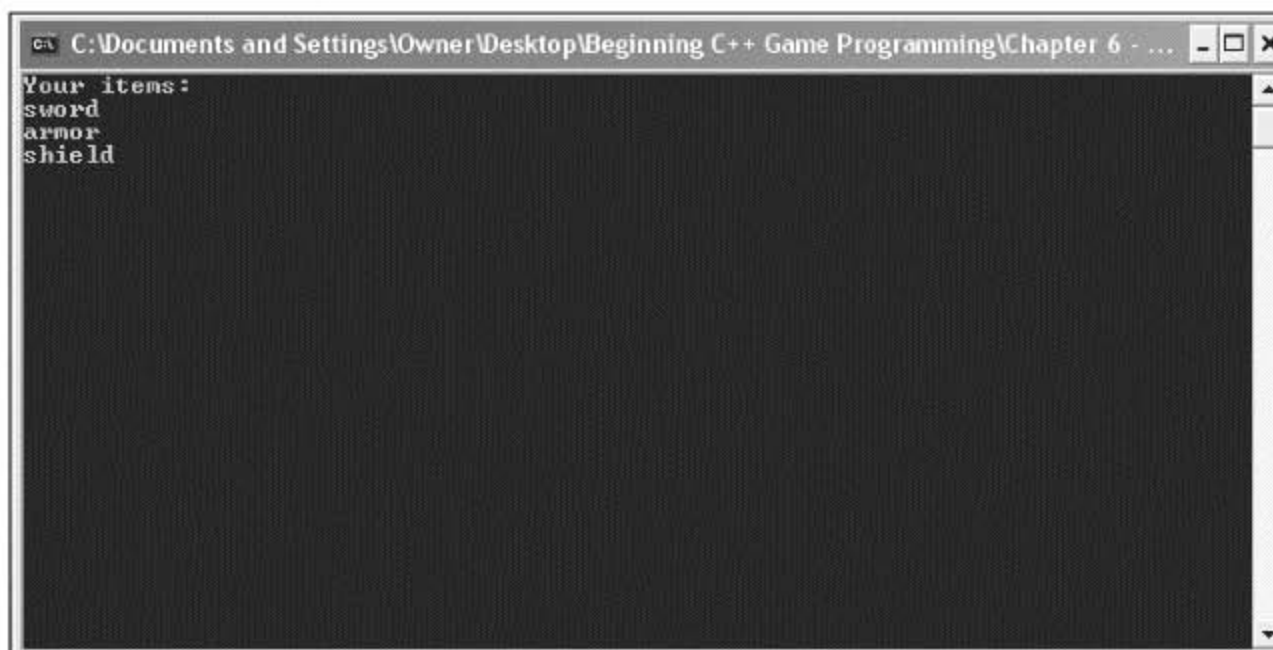 C:\Documents and Settings\Owner\Desktop\Beginning C++ Game Programming\Chapter 6 - ...
Your items:
sword
armor
shield